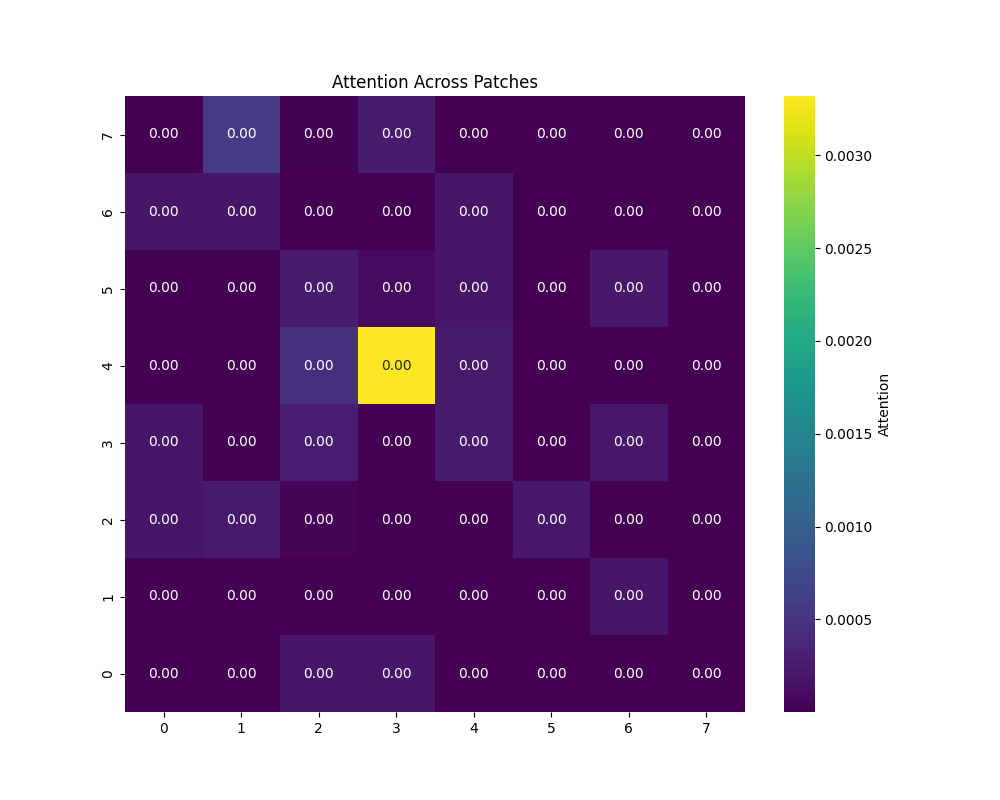 Attention Across Patches
7 0.00 0.00 0.00 0.00 0.00 0.00 0.00 0.00
6 0.00 0.00 0.00 0.00 0.00 0.00 0.00 0.00
5 0.00 0.00 0.00 0.00 0.00 0.00 0.00 0.00
4 0.00 0.00 0.00 0.00 0.00 0.00 0.00 0.00
3 0.00 0.00 0.00 0.00 0.00 0.00 0.00 0.00
2 0.00 0.00 0.00 0.00 0.00 0.00 0.00 0.00
1 0.00 0.00 0.00 0.00 0.00 0.00 0.00 0.00
0 0.00 0.00 0.00 0.00 0.00 0.00 0.00 0.00
0 1 2 3 4 5 6 7
0.0030
0.0025
0.0020
0.0015
0.0010
0.0005
Attention